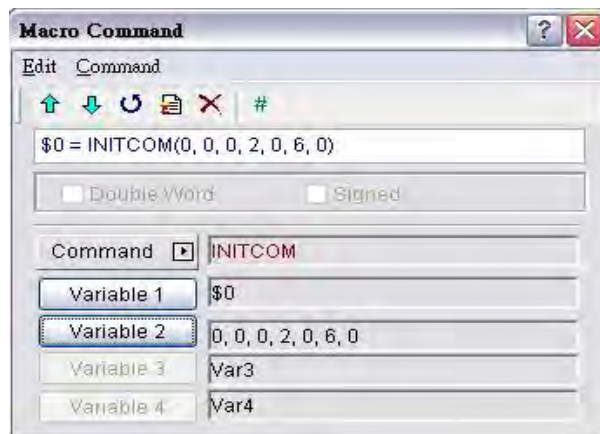 Macro Command
Edit Command
#
$0 = INITCOM(0, 0, 0, 2, 0, 6, 0)
Double Word Signed
Command INITCOM
Variable 1 $0
Variable 2 0, 0, 0, 2, 0, 6, 0
Variable 3 Var3
Variable 4 Var4